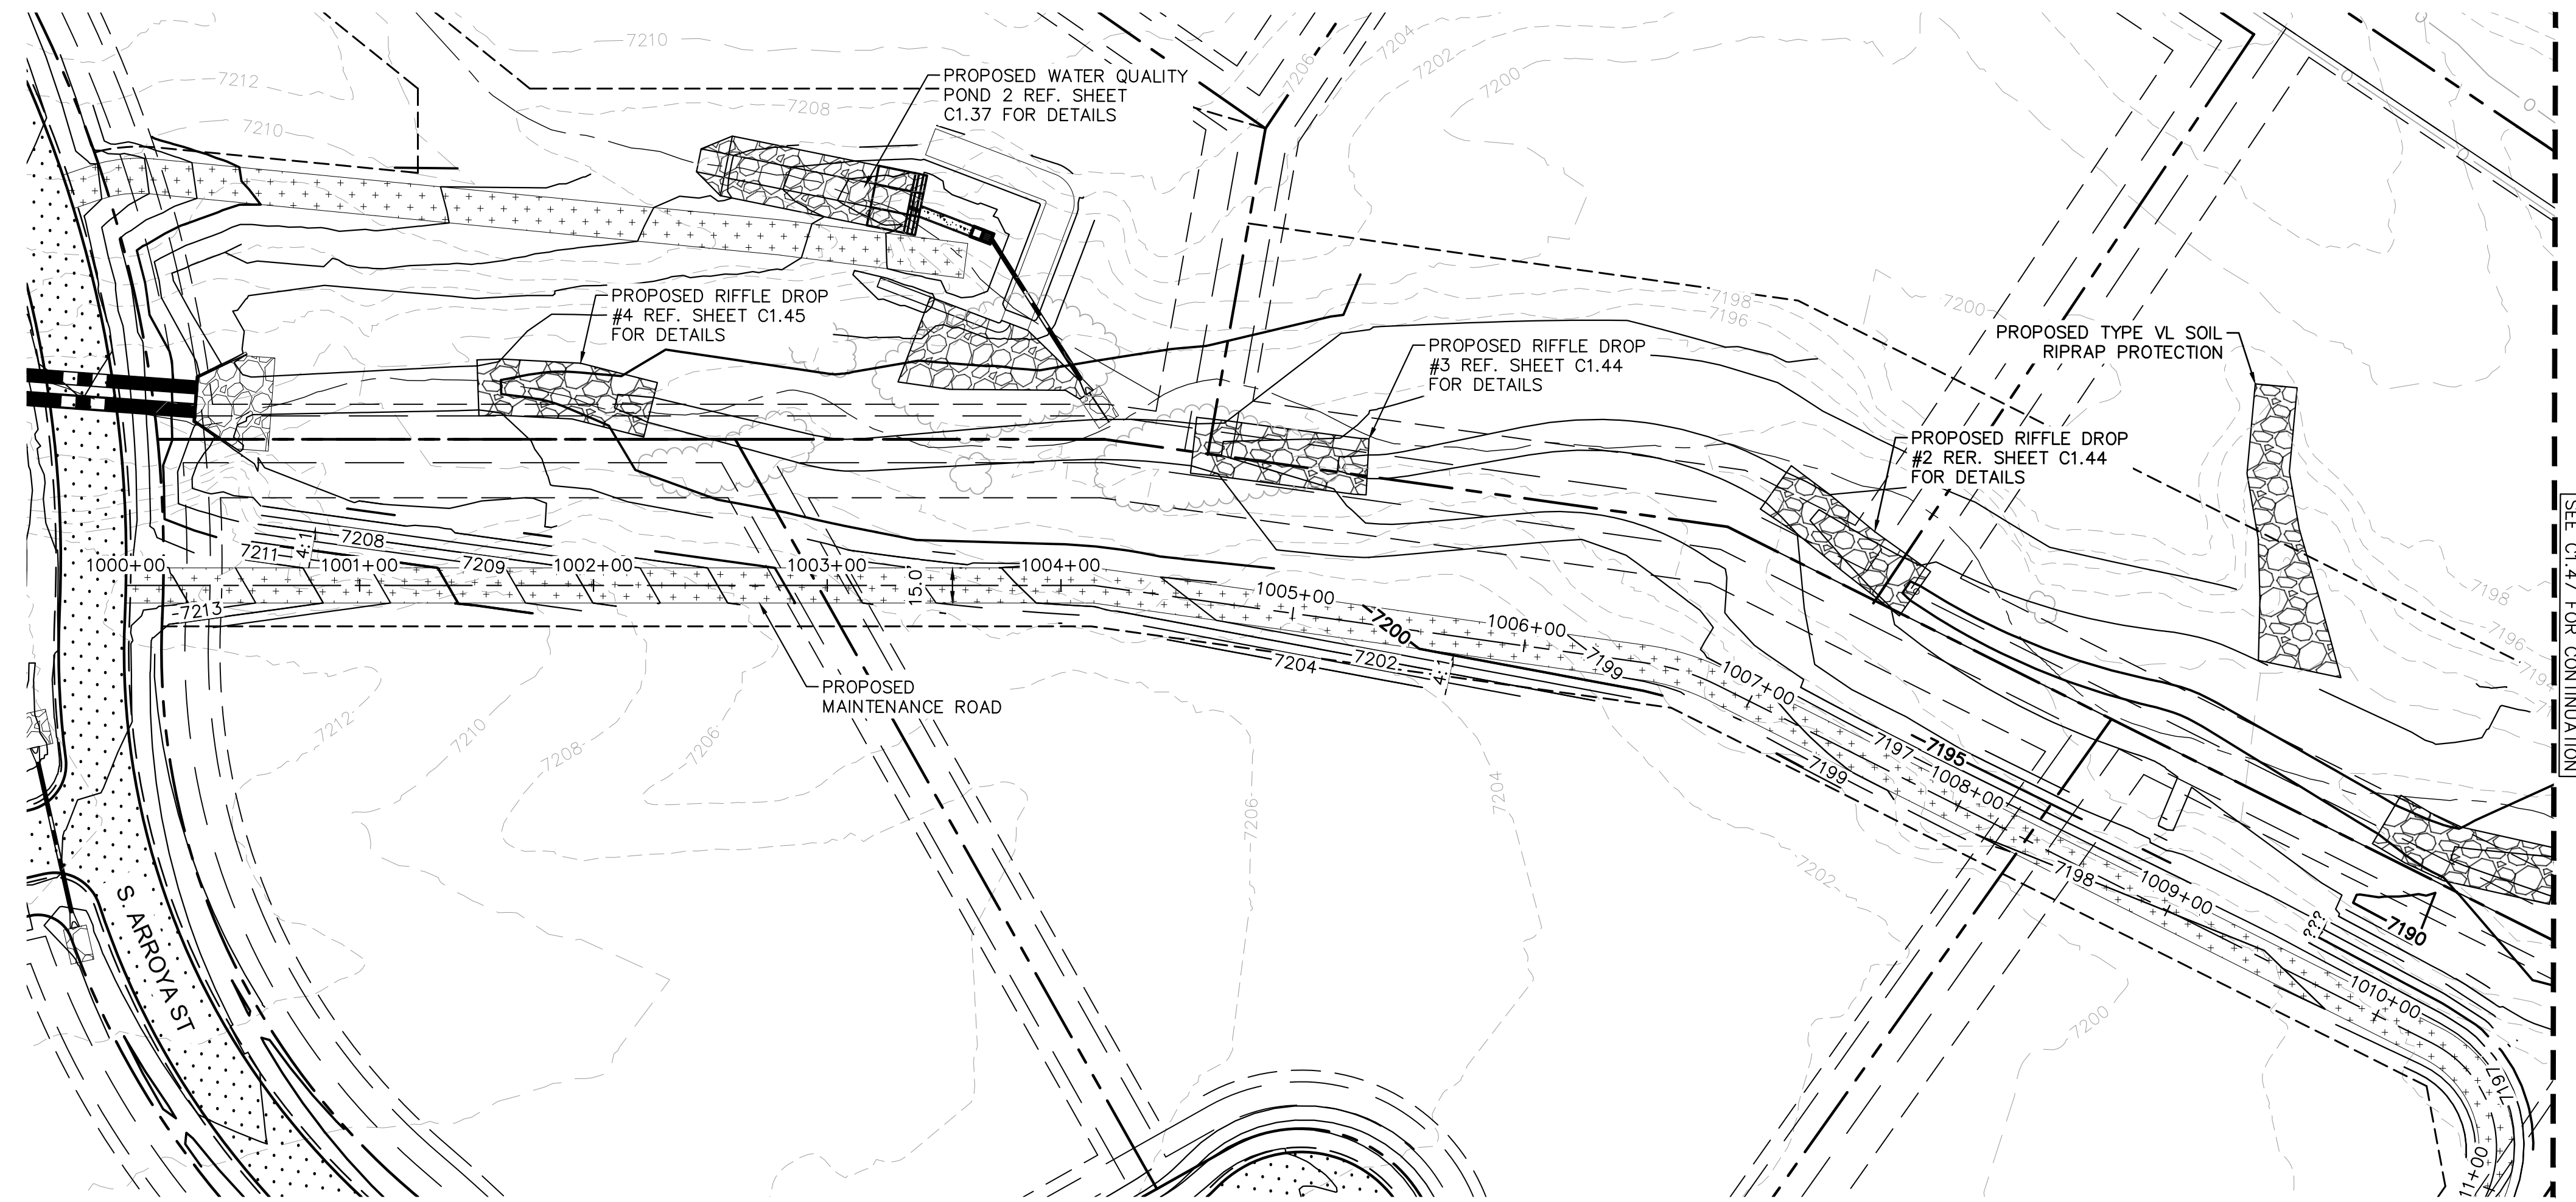 7210
7212
7210
7208
PROPOSED WATER QUALITY
POND 2 REF. SHEET
C1.37 FOR DETAILS
7206
7204
7202
7200
PROPOSED RIFFLE DROP
#4 REF. SHEET C1.45
FOR DETAILS
PROPOSED RIFFLE DROP
#3 REF. SHEET C1.44
FOR DETAILS
7198
7196
7200
PROPOSED TYPE VL SOIL
RIPRAP PROTECTION
PROPOSED RIFFLE DROP
#2 RER. SHEET C1.44
FOR DETAILS
SEE C1.47 FOR CONTINUATION
7198
7196
7211
4:1
7208
7209
1000+00
1001+00
1002+00
1003+00
1004+00
15.0'
7213
1005+00
7200
1006+00
7199
7202
7204
4:1
1007+00
PROPOSED
MAINTENANCE ROAD
7212
7210
7208
7206
7206
7204
7202
7200
7197
7195
1008+00
7199
7198
1009+00
???
7190
1010+00
7197
11+00
S. ARROYA ST